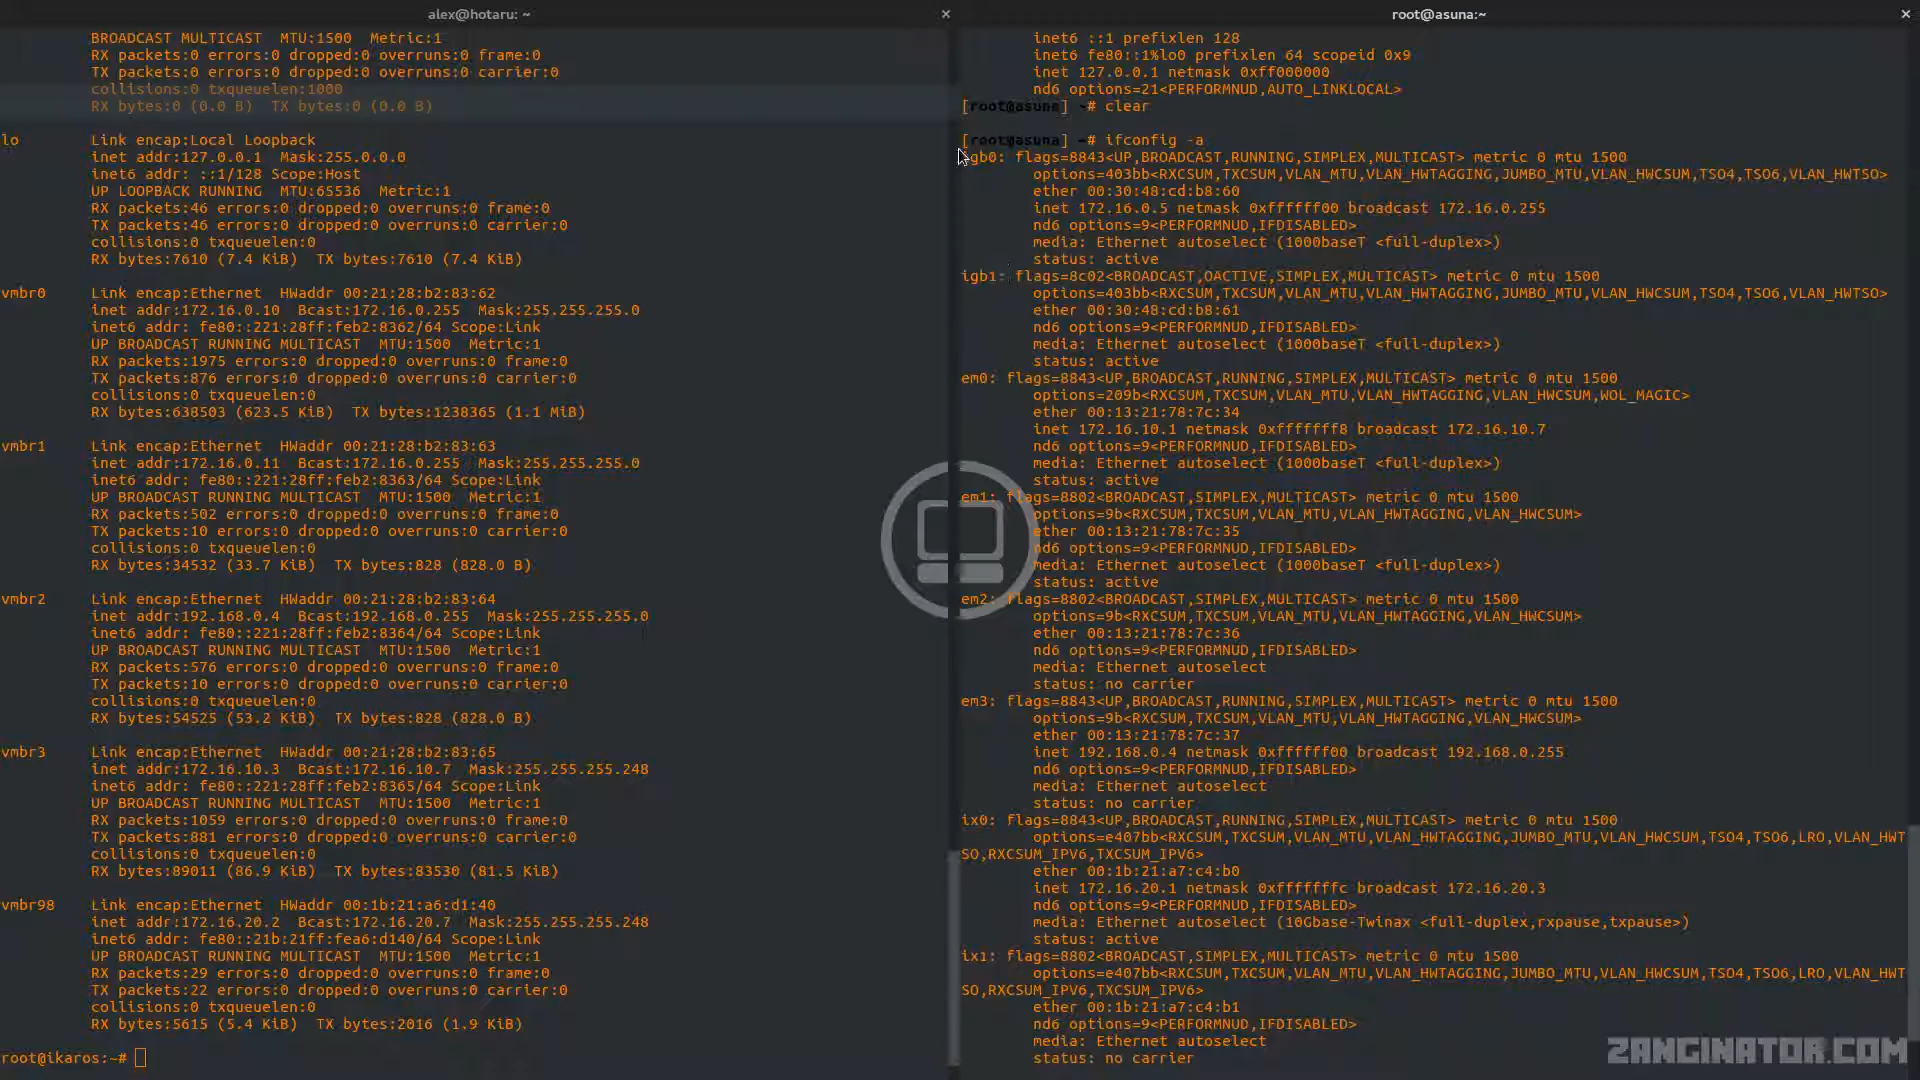 alex@hotaru: ~
BROADCAST MULTICAST  MTU:1500  Metric:1
RX packets:0 errors:0 dropped:0 overruns:0 frame:0
TX packets:0 errors:0 dropped:0 overruns:0 carrier:0
collisions:0 txqueuelen:1000
RX bytes:0 (0.0 B)  TX bytes:0 (0.0 B)
lo        Link encap:Local Loopback
inet addr:127.0.0.1  Mask:255.0.0.0
inet6 addr: ::1/128 Scope:Host
UP LOOPBACK RUNNING  MTU:65536  Metric:1
RX packets:46 errors:0 dropped:0 overruns:0 frame:0
TX packets:46 errors:0 dropped:0 overruns:0 carrier:0
collisions:0 txqueuelen:0
RX bytes:7610 (7.4 KiB)  TX bytes:7610 (7.4 KiB)
vmbr0     Link encap:Ethernet  HWaddr 00:21:28:b2:83:62
inet addr:172.16.0.10  Bcast:172.16.0.255  Mask:255.255.255.0
inet6 addr: fe80::221:28ff:feb2:8362/64 Scope:Link
UP BROADCAST RUNNING MULTICAST  MTU:1500  Metric:1
RX packets:1975 errors:0 dropped:0 overruns:0 frame:0
TX packets:876 errors:0 dropped:0 overruns:0 carrier:0
collisions:0 txqueuelen:0
RX bytes:638503 (623.5 KiB)  TX bytes:1238365 (1.1 MiB)
vmbr1     Link encap:Ethernet  HWaddr 00:21:28:b2:83:63
inet addr:172.16.0.11  Bcast:172.16.0.255  Mask:255.255.255.0
inet6 addr: fe80::221:28ff:feb2:8363/64 Scope:Link
UP BROADCAST RUNNING MULTICAST  MTU:1500  Metric:1
RX packets:502 errors:0 dropped:0 overruns:0 frame:0
TX packets:10 errors:0 dropped:0 overruns:0 carrier:0
collisions:0 txqueuelen:0
RX bytes:34532 (33.7 KiB)  TX bytes:828 (828.0 B)
vmbr2     Link encap:Ethernet  HWaddr 00:21:28:b2:83:64
inet addr:192.168.0.4  Bcast:192.168.0.255  Mask:255.255.255.0
inet6 addr: fe80::221:28ff:feb2:8364/64 Scope:Link
UP BROADCAST RUNNING MULTICAST  MTU:1500  Metric:1
RX packets:576 errors:0 dropped:0 overruns:0 frame:0
TX packets:10 errors:0 dropped:0 overruns:0 carrier:0
collisions:0 txqueuelen:0
RX bytes:54525 (53.2 KiB)  TX bytes:828 (828.0 B)
vmbr3     Link encap:Ethernet  HWaddr 00:21:28:b2:83:65
inet addr:172.16.10.3  Bcast:172.16.10.7  Mask:255.255.255.248
inet6 addr: fe80::221:28ff:feb2:8365/64 Scope:Link
UP BROADCAST RUNNING MULTICAST  MTU:1500  Metric:1
RX packets:1059 errors:0 dropped:0 overruns:0 frame:0
TX packets:881 errors:0 dropped:0 overruns:0 carrier:0
collisions:0 txqueuelen:0
RX bytes:89011 (86.9 KiB)  TX bytes:83530 (81.5 KiB)
vmbr98    Link encap:Ethernet  HWaddr 00:1b:21:a6:d1:40
inet addr:172.16.20.2  Bcast:172.16.20.7  Mask:255.255.255.248
inet6 addr: fe80::21b:21ff:fea6:d140/64 Scope:Link
UP BROADCAST RUNNING MULTICAST  MTU:1500  Metric:1
RX packets:29 errors:0 dropped:0 overruns:0 frame:0
TX packets:22 errors:0 dropped:0 overruns:0 carrier:0
collisions:0 txqueuelen:0
RX bytes:5615 (5.4 KiB)  TX bytes:2016 (1.9 KiB)
root@ikaros:~#
root@asuna:~
inet6 ::1 prefixlen 128
inet6 fe80::1%lo0 prefixlen 64 scopeid 0x9
inet 127.0.0.1 netmask 0xff000000
nd6 options=21<PERFORMNUD,AUTO_LINKLOCAL>
[root@asuna] ~# clear
[root@asuna] ~# ifconfig -a
igb0: flags=8843<UP,BROADCAST,RUNNING,SIMPLEX,MULTICAST> metric 0 mtu 1500
options=403bb<RXCSUM,TXCSUM,VLAN_MTU,VLAN_HWTAGGING,JUMBO_MTU,VLAN_HWCSUM,TSO4,TSO6,VLAN_HWTSO>
ether 00:30:48:cd:b8:60
inet 172.16.0.5 netmask 0xffffff00 broadcast 172.16.0.255
nd6 options=9<PERFORMNUD,IFDISABLED>
media: Ethernet autoselect (1000baseT <full-duplex>)
status: active
igb1: flags=8c02<BROADCAST,OACTIVE,SIMPLEX,MULTICAST> metric 0 mtu 1500
options=403bb<RXCSUM,TXCSUM,VLAN_MTU,VLAN_HWTAGGING,JUMBO_MTU,VLAN_HWCSUM,TSO4,TSO6,VLAN_HWTSO>
ether 00:30:48:cd:b8:61
nd6 options=9<PERFORMNUD,IFDISABLED>
media: Ethernet autoselect (1000baseT <full-duplex>)
status: active
em0: flags=8843<UP,BROADCAST,RUNNING,SIMPLEX,MULTICAST> metric 0 mtu 1500
options=209b<RXCSUM,TXCSUM,VLAN_MTU,VLAN_HWTAGGING,VLAN_HWCSUM,WOL_MAGIC>
ether 00:13:21:78:7c:34
inet 172.16.10.1 netmask 0xfffffff8 broadcast 172.16.10.7
nd6 options=9<PERFORMNUD,IFDISABLED>
media: Ethernet autoselect (1000baseT <full-duplex>)
status: active
em1: flags=8802<BROADCAST,SIMPLEX,MULTICAST> metric 0 mtu 1500
options=9b<RXCSUM,TXCSUM,VLAN_MTU,VLAN_HWTAGGING,VLAN_HWCSUM>
ether 00:13:21:78:7c:35
nd6 options=9<PERFORMNUD,IFDISABLED>
media: Ethernet autoselect (1000baseT <full-duplex>)
status: active
em2: flags=8802<BROADCAST,SIMPLEX,MULTICAST> metric 0 mtu 1500
options=9b<RXCSUM,TXCSUM,VLAN_MTU,VLAN_HWTAGGING,VLAN_HWCSUM>
ether 00:13:21:78:7c:36
nd6 options=9<PERFORMNUD,IFDISABLED>
media: Ethernet autoselect
status: no carrier
em3: flags=8843<UP,BROADCAST,RUNNING,SIMPLEX,MULTICAST> metric 0 mtu 1500
options=9b<RXCSUM,TXCSUM,VLAN_MTU,VLAN_HWTAGGING,VLAN_HWCSUM>
ether 00:13:21:78:7c:37
inet 192.168.0.4 netmask 0xffffff00 broadcast 192.168.0.255
nd6 options=9<PERFORMNUD,IFDISABLED>
media: Ethernet autoselect
status: no carrier
ix0: flags=8843<UP,BROADCAST,RUNNING,SIMPLEX,MULTICAST> metric 0 mtu 1500
options=e407bb<RXCSUM,TXCSUM,VLAN_MTU,VLAN_HWTAGGING,JUMBO_MTU,VLAN_HWCSUM,TSO4,TSO6,LRO,VLAN_HWT
SO,RXCSUM_IPV6,TXCSUM_IPV6>
ether 00:1b:21:a7:c4:b0
inet 172.16.20.1 netmask 0xfffffffc broadcast 172.16.20.3
nd6 options=9<PERFORMNUD,IFDISABLED>
media: Ethernet autoselect (10Gbase-Twinax <full-duplex,rxpause,txpause>)
status: active
ix1: flags=8802<BROADCAST,SIMPLEX,MULTICAST> metric 0 mtu 1500
options=e407bb<RXCSUM,TXCSUM,VLAN_MTU,VLAN_HWTAGGING,JUMBO_MTU,VLAN_HWCSUM,TSO4,TSO6,LRO,VLAN_HWT
SO,RXCSUM_IPV6,TXCSUM_IPV6>
ether 00:1b:21:a7:c4:b1
nd6 options=9<PERFORMNUD,IFDISABLED>
media: Ethernet autoselect
status: no carrier
ZANGINATOR.COM